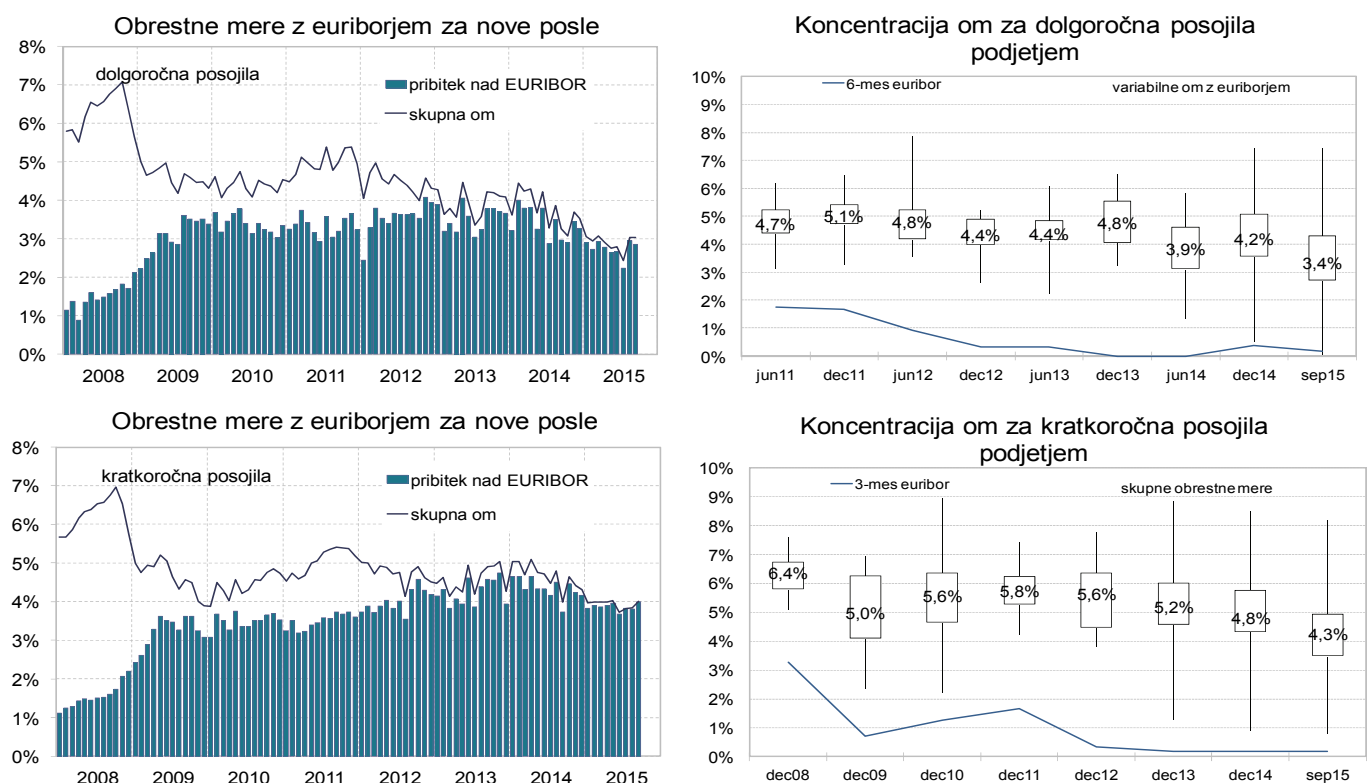 Obrestne mere z euriborjem za nove posle
8%
7%
6%
5%
4%
3%
2%
1%
0%
dolgoročna posojila
pribitek nad EURIBOR
skupna om
2008 2009 2010 2011 2012 2013 2014 2015
Koncentracija om za dolgoročna posojila
podjetjem
10%
9%
8%
7%
6%
5%
4%
3%
2%
1%
0%
6-mes euribor
variabilne om z euriborjem
4,7% 5,1% 4,8% 4,4% 4,4% 4,8% 3,9% 4,2% 3,4%
jun11 dec11 jun12 dec12 jun13 dec13 jun14 dec14 sep15
Obrestne mere z euriborjem za nove posle
8%
7%
6%
5%
4%
3%
2%
1%
0%
kratkoročna posojila
pribitek nad EURIBOR
skupna om
2008 2009 2010 2011 2012 2013 2014 2015
Koncentracija om za kratkoročna posojila
podjetjem
10%
9%
8%
7%
6%
5%
4%
3%
2%
1%
0%
3-mes euribor
skupne obrestne mere
6,4% 5,0% 5,6% 5,8% 5,6% 5,2% 4,8% 4,3%
dec08 dec09 dec10 dec11 dec12 dec13 dec14 sep15